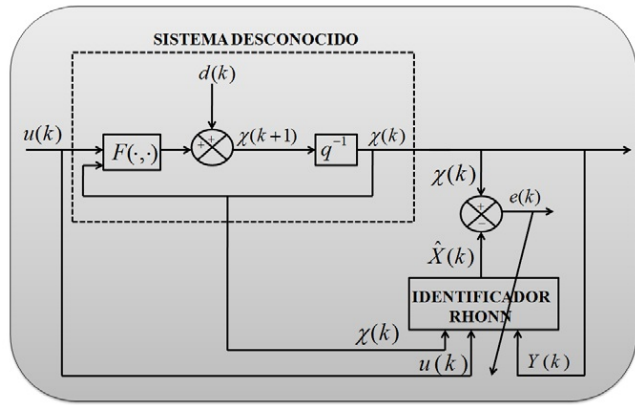 SISTEMA DESCONOCIDO
d(k)
u(k)
F(·,·)
+
+
χ(k+1)
q⁻¹
χ(k)
χ(k)
+
−
e(k)
X̂(k)
IDENTIFICADOR
RHONN
χ(k)
u(k)
Y(k)